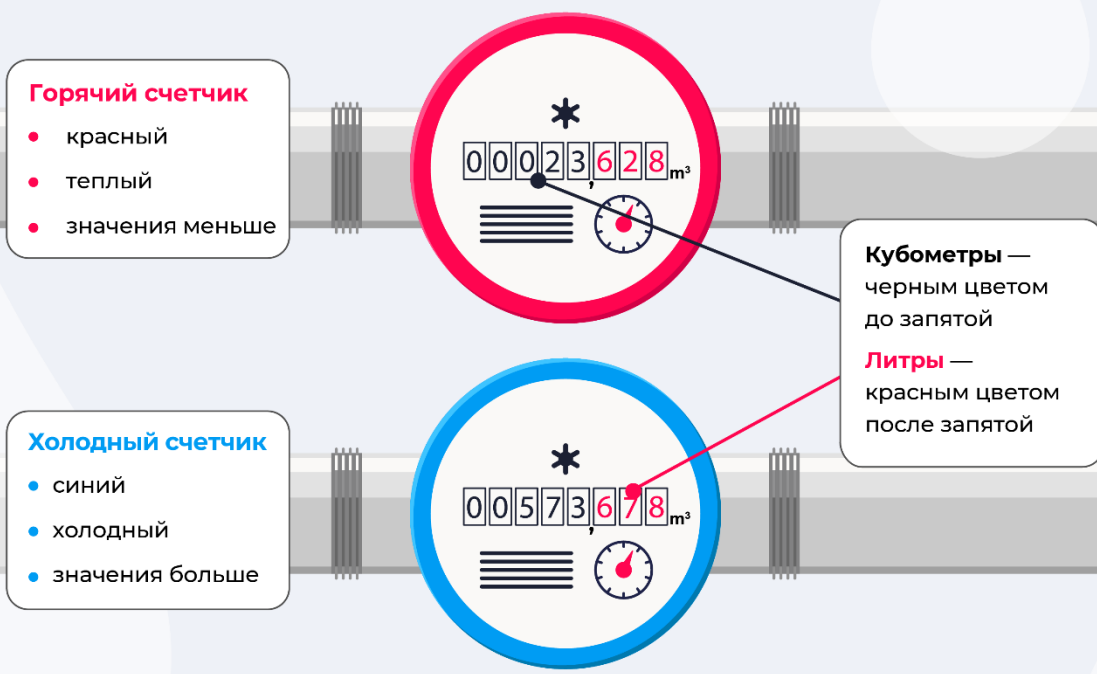 Горячий счетчик
красный
теплый
значения меньше
00023,628 m³
Кубометры —
черным цветом
до запятой
Литры —
красным цветом
после запятой
Холодный счетчик
синий
холодный
значения больше
00573,678 m³